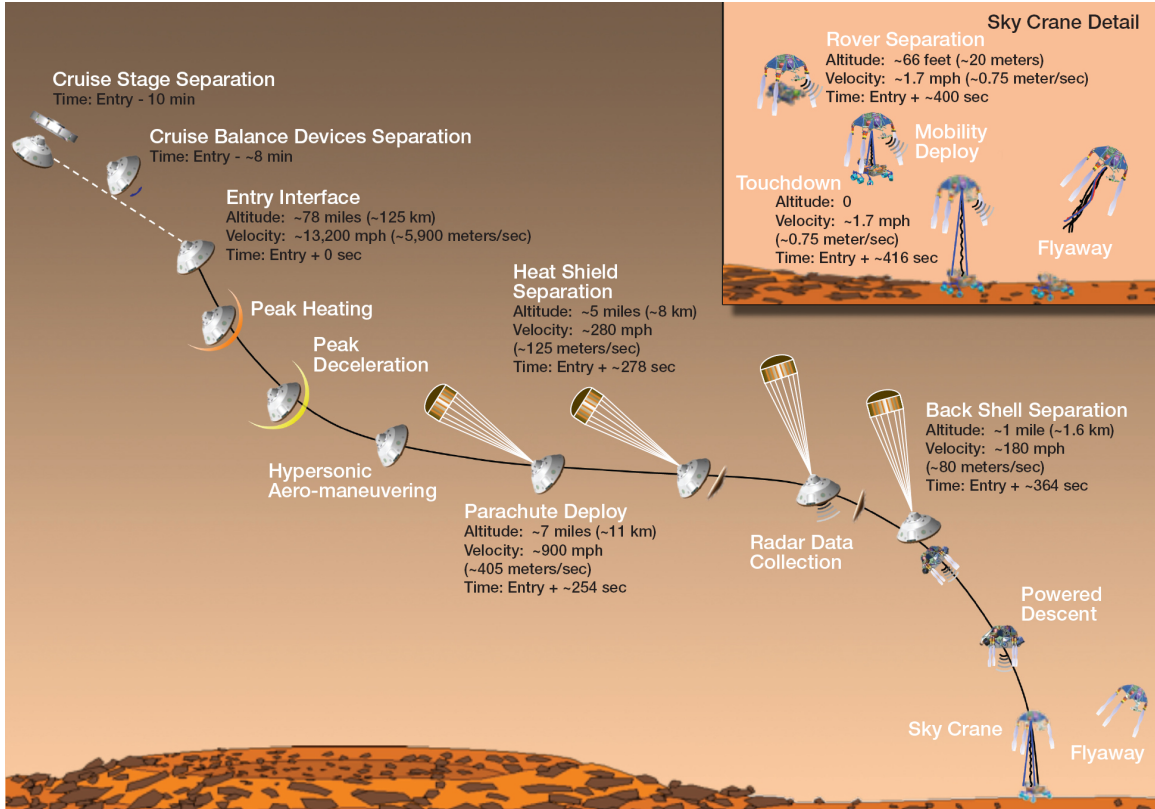 Sky Crane Detail
Rover Separation
Altitude: ~66 feet (~20 meters)
Velocity: ~1.7 mph (~0.75 meter/sec)
Time: Entry + ~400 sec
Mobility
Deploy
Touchdown
Altitude: 0
Velocity: ~1.7 mph
(~0.75 meter/sec)
Time: Entry + ~416 sec
Flyaway
Cruise Stage Separation
Time: Entry - 10 min
Cruise Balance Devices Separation
Time: Entry - ~8 min
Entry Interface
Altitude: ~78 miles (~125 km)
Velocity: ~13,200 mph (~5,900 meters/sec)
Time: Entry + 0 sec
Peak Heating
Peak
Deceleration
Hypersonic
Aero-maneuvering
Parachute Deploy
Altitude: ~7 miles (~11 km)
Velocity: ~900 mph
(~405 meters/sec)
Time: Entry + ~254 sec
Heat Shield
Separation
Altitude: ~5 miles (~8 km)
Velocity: ~280 mph
(~125 meters/sec)
Time: Entry + ~278 sec
Radar Data
Collection
Back Shell Separation
Altitude: ~1 mile (~1.6 km)
Velocity: ~180 mph
(~80 meters/sec)
Time: Entry + ~364 sec
Powered
Descent
Sky Crane
Flyaway